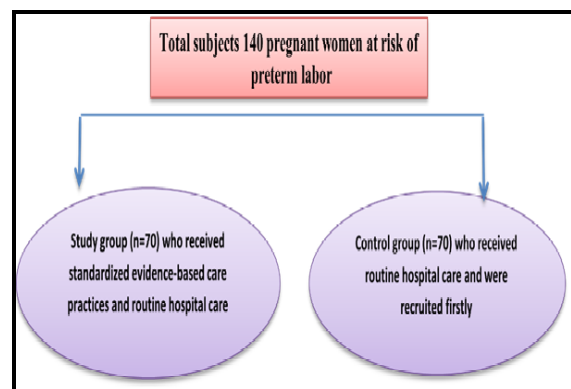 Total subjects 140 pregnant women at risk of
preterm labor
Study group (n=70) who received
standardized evidence-based care
practices and routine hospital care
Control group (n=70) who received
routine hospital care and were
recruited firstly